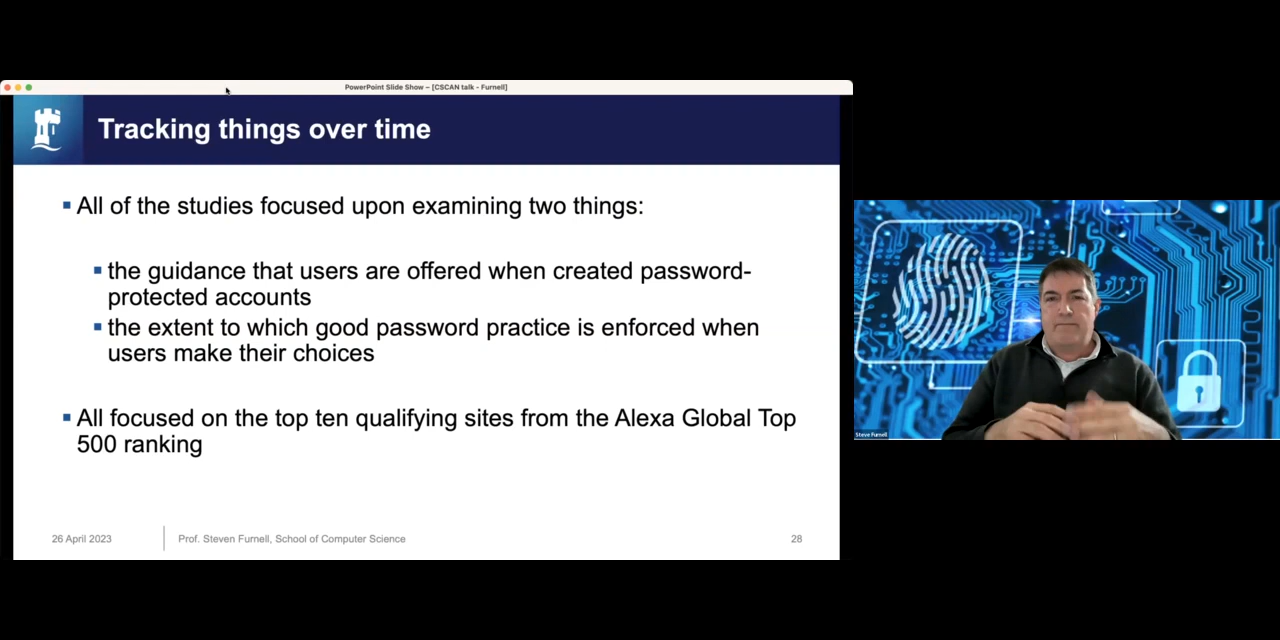 PowerPoint Slide Show – [CSCAN talk - Furnell]
Tracking things over time
▪ All of the studies focused upon examining two things:
▪ the guidance that users are offered when created password-
protected accounts
▪ the extent to which good password practice is enforced when
users make their choices
▪ All focused on the top ten qualifying sites from the Alexa Global Top
500 ranking
26 April 2023
Prof. Steven Furnell, School of Computer Science
28
Steve Furnell